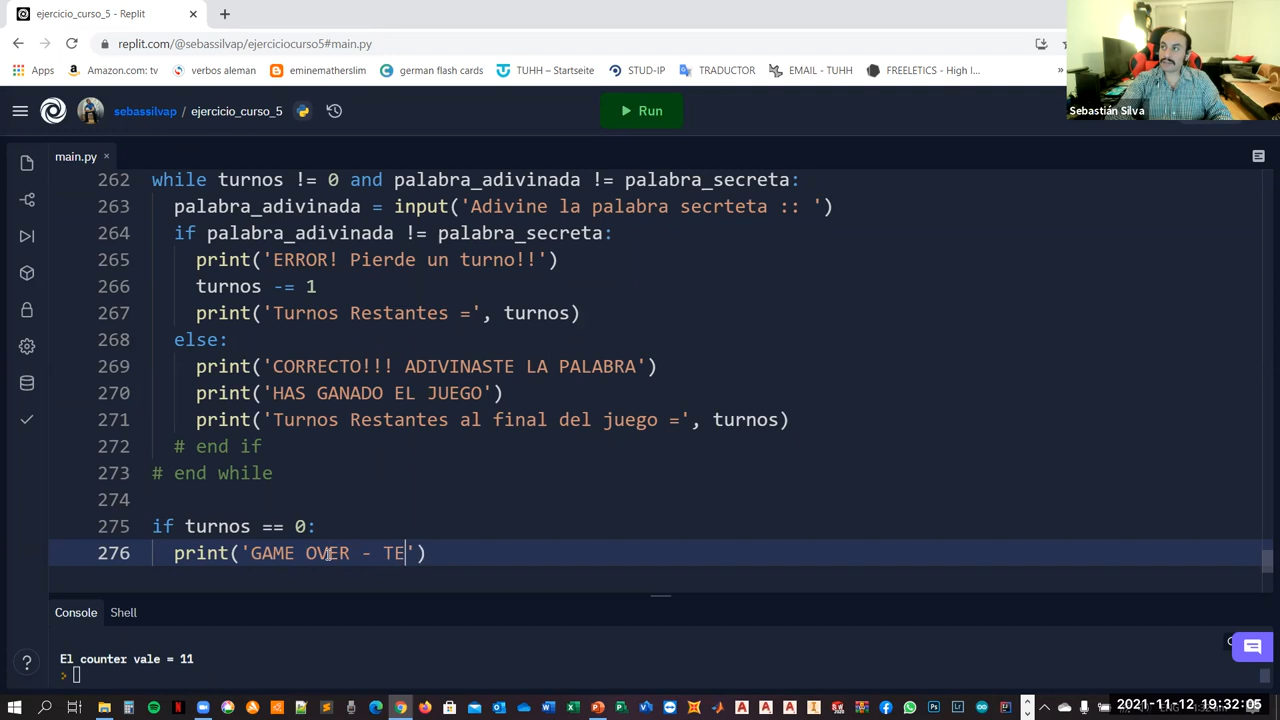 ejercicio_curso_5 - Replit
replit.com/@sebassilvap/ejerciciocurso5#main.py
Apps Amazon.com: tv verbos aleman eminematherslim german flash cards TUHH – Startseite STUD-IP TRADUCTOR EMAIL - TUHH FREELETICS - High I... »
Sebastián Silva
sebassilvap / ejercicio_curso_5 Run
main.py
262 while turnos != 0 and palabra_adivinada != palabra_secreta:
263 palabra_adivinada = input('Adivine la palabra secrteta :: ')
264 if palabra_adivinada != palabra_secreta:
265 print('ERROR! Pierde un turno!!')
266 turnos -= 1
267 print('Turnos Restantes =', turnos)
268 else:
269 print('CORRECTO!!! ADIVINASTE LA PALABRA')
270 print('HAS GANADO EL JUEGO')
271 print('Turnos Restantes al final del juego =', turnos)
272 # end if
273 # end while
274
275 if turnos == 0:
276 print('GAME OVER - TE')
Console Shell
El counter vale = 11
2021-11-12 19:32:05